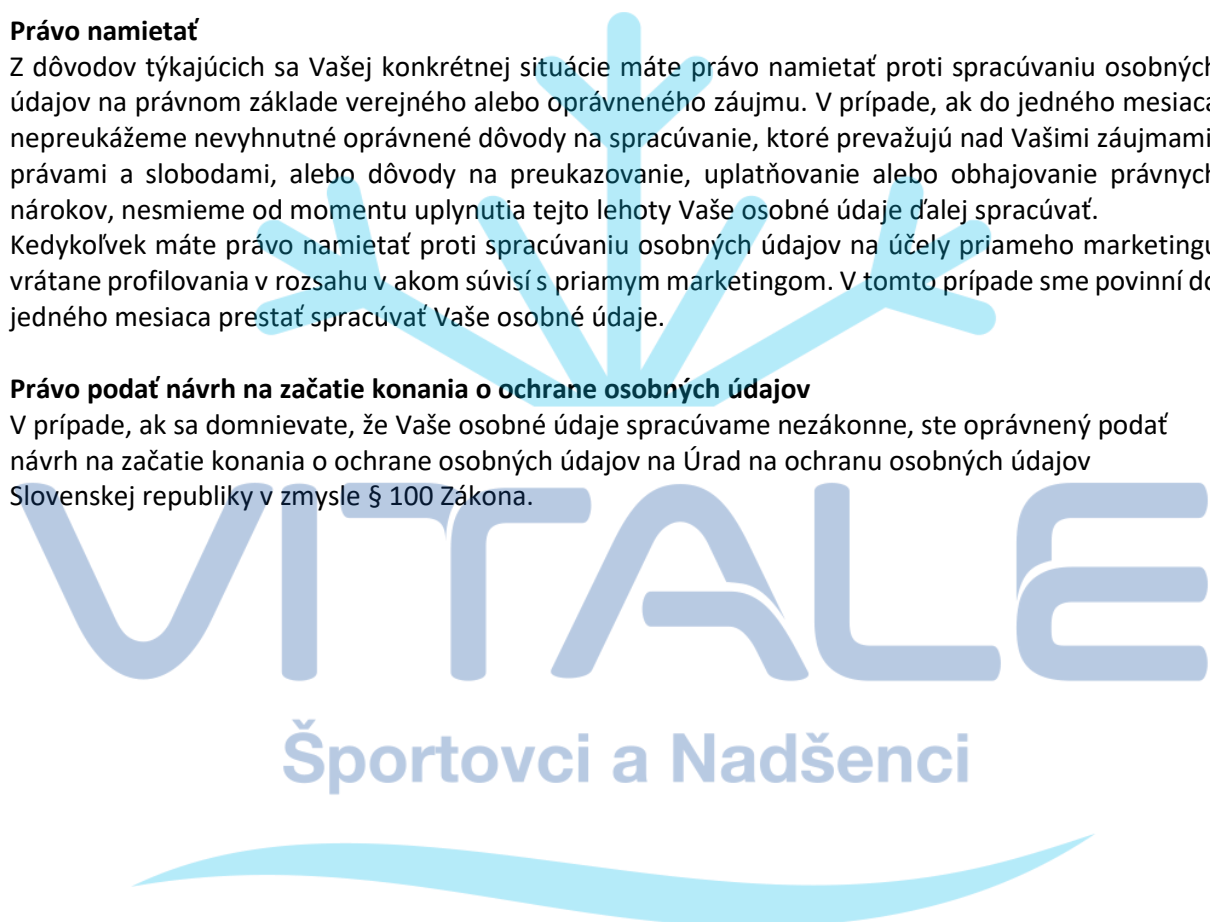 Právo namietať
Z dôvodov týkajúcich sa Vašej konkrétnej situácie máte právo namietať proti spracúvaniu osobných
údajov na právnom základe verejného alebo oprávneného záujmu. V prípade, ak do jedného mesiaca
nepreukážeme nevyhnutné oprávnené dôvody na spracúvanie, ktoré prevažujú nad Vašimi záujmami
právami a slobodami, alebo dôvody na preukazovanie, uplatňovanie alebo obhajovanie právnych
nárokov, nesmieme od momentu uplynutia tejto lehoty Vaše osobné údaje ďalej spracúvať.
Kedykoľvek máte právo namietať proti spracúvaniu osobných údajov na účely priameho marketingu
vrátane profilovania v rozsahu v akom súvisí s priamym marketingom. V tomto prípade sme povinní do
jedného mesiaca prestať spracúvať Vaše osobné údaje.
Právo podať návrh na začatie konania o ochrane osobných údajov
V prípade, ak sa domnievate, že Vaše osobné údaje spracúvame nezákonne, ste oprávnený podať
návrh na začatie konania o ochrane osobných údajov na Úrad na ochranu osobných údajov
Slovenskej republiky v zmysle § 100 Zákona.
VITALE
Športovci a Nadšenci